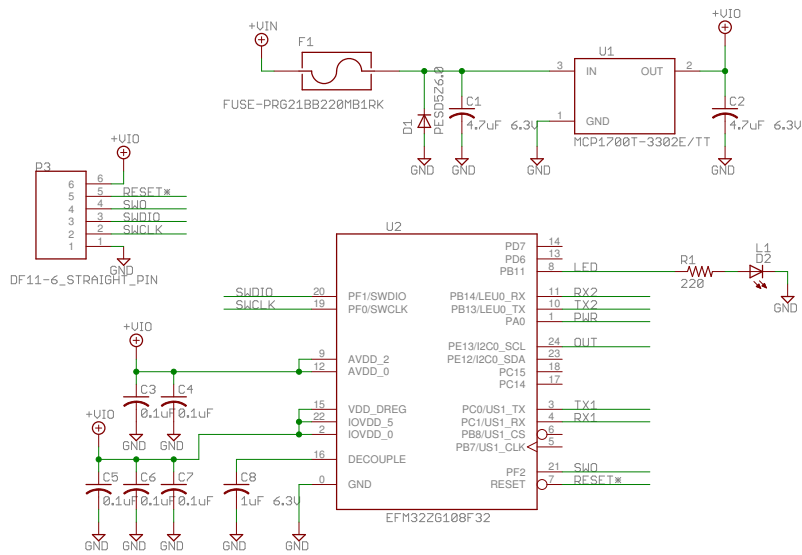 +VIN
F1
FUSE-PRG21BB220MB1RK
D1
PESD5Z6.0
C1
4.7uF 6.3V
GND
GND
GND
U1
3
IN
OUT
2
1
GND
MCP1700T-3302E/TT
+VIO
C2
4.7uF 6.3V
GND
P3
+VIO
6
6
5
5
RESET*
4
4
SWO
3
3
SWDIO
2
2
SWCLK
1
1
GND
DF11-6_STRAIGHT_PIN
U2
SWDIO
20
PF1/SWDIO
SWCLK
19
PF0/SWCLK
9
AVDD_2
12
AVDD_0
15
VDD_DREG
22
IOVDD_5
2
IOVDD_0
16
DECOUPLE
0
GND
PD7
14
PD6
13
PB11
8
LED
PB14/LEU0_RX
11
RX2
PB13/LEU0_TX
10
TX2
PA0
1
PWR
PE13/I2C0_SCL
24
OUT
PE12/I2C0_SDA
23
PC15
18
PC14
17
PC0/US1_TX
3
TX1
PC1/US1_RX
4
RX1
PB8/US1_CS
6
PB7/US1_CLK
5
PF2
21
SWO
RESET
7
RESET*
EFM32ZG108F32
R1
220
L1
D2
GND
+VIO
C3
0.1uF
C4
0.1uF
GND
GND
+VIO
C5
0.1uF
C6
0.1uF
C7
0.1uF
C8
1uF 6.3V
GND
GND
GND
GND
GND